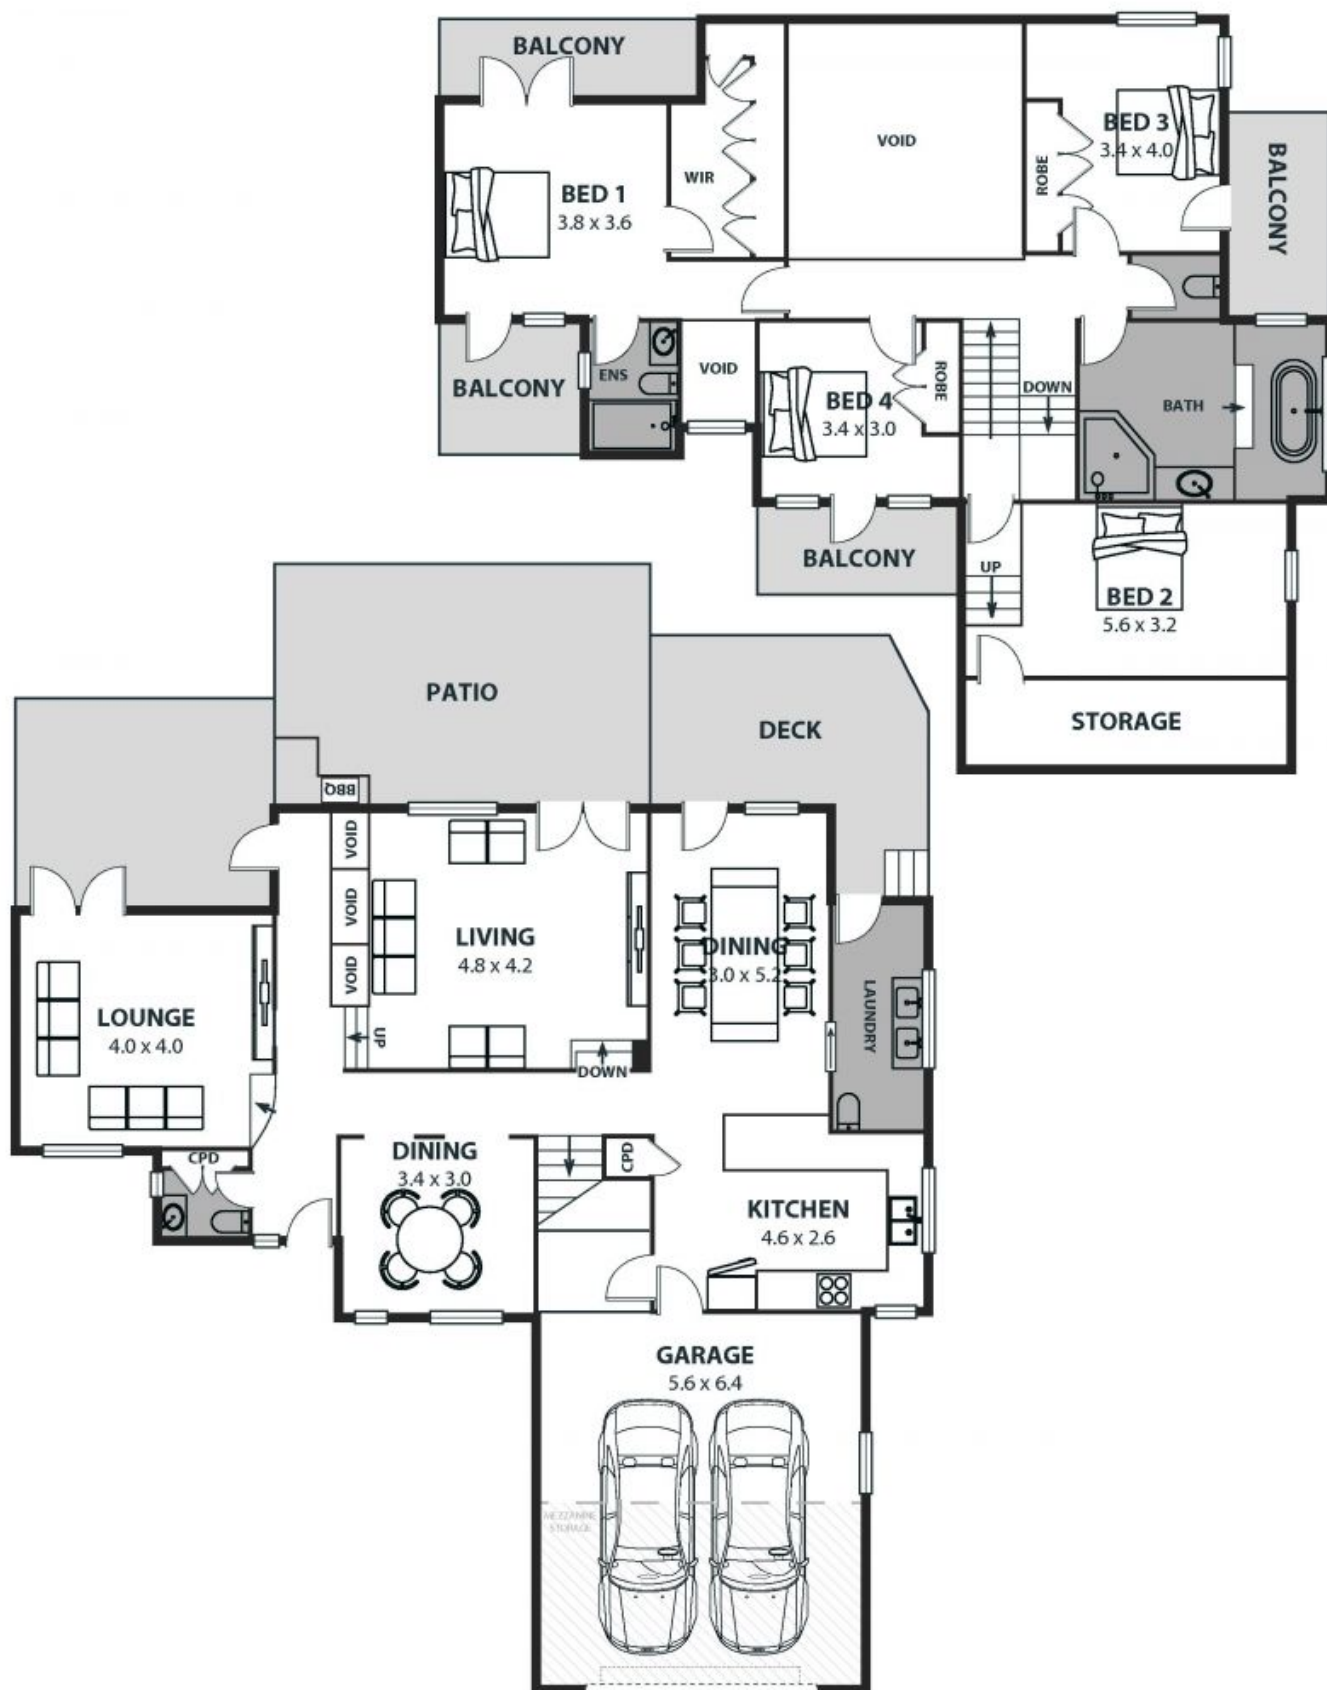 BALCONY
BED 3
3.4 x 4.0
VOID
BALCONY
ROBE
WIR
BED 1
3.8 x 3.6
VOID
ENS
BALCONY
ROBE
BED 4
3.4 x 3.0
DOWN
BATH
BALCONY
UP
BED 2
5.6 x 3.2
STORAGE
PATIO
DECK
BBQ
VOID
VOID
VOID
LIVING
4.8 x 4.2
DINING
3.0 x 5.2
LAUNDRY
LOUNGE
4.0 x 4.0
UP
DOWN
CPD
DINING
3.4 x 3.0
CPD
KITCHEN
4.6 x 2.6
GARAGE
5.6 x 6.4
MEZZANINE
STORAGE